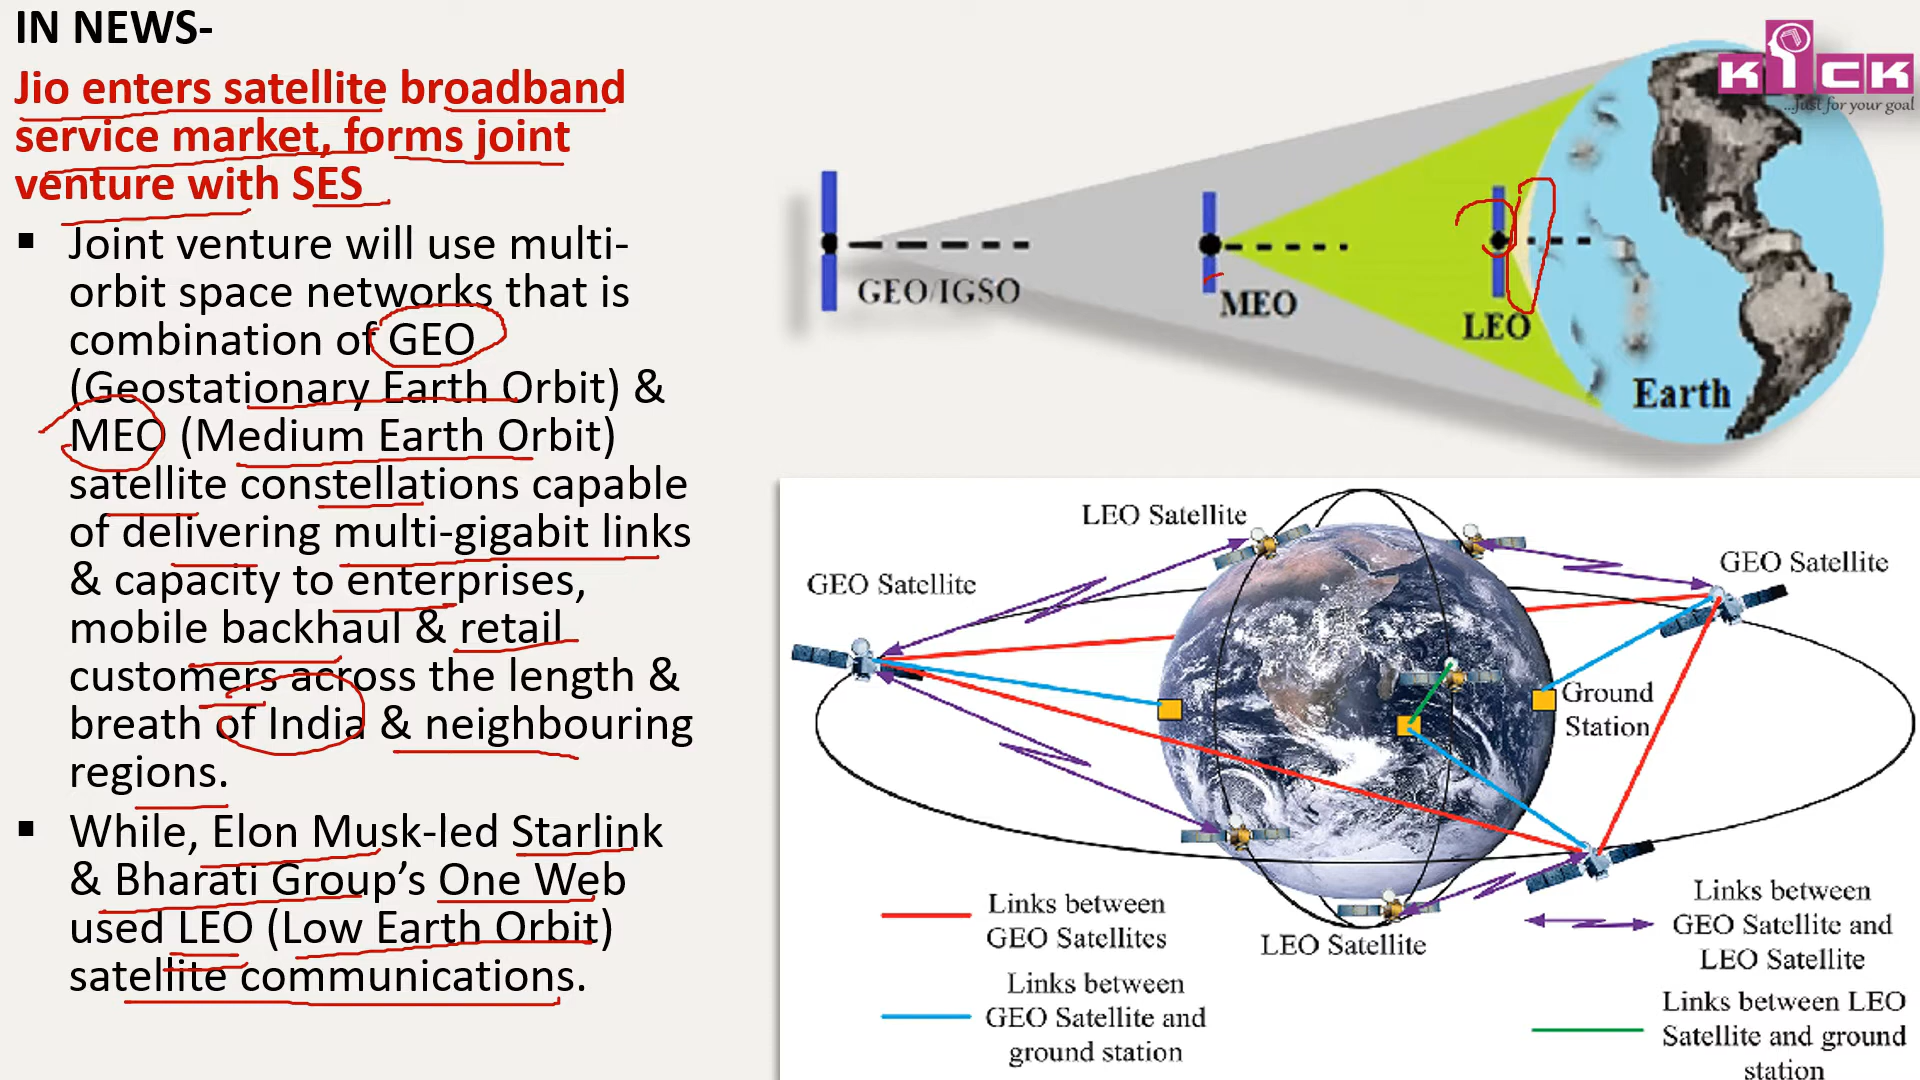 IN NEWS-
Jio enters satellite broadband
service market, forms joint
venture with SES
▪ Joint venture will use multi-
orbit space networks that is
combination of GEO
(Geostationary Earth Orbit) &
MEO (Medium Earth Orbit)
satellite constellations capable
of delivering multi-gigabit links
& capacity to enterprises,
mobile backhaul & retail
customers across the length &
breath of India & neighbouring
regions.
▪ While, Elon Musk-led Starlink
& Bharati Group’s One Web
used LEO (Low Earth Orbit)
satellite communications.
KICK
...just for your goal
GEO/IGSO
MEO
LEO
Earth
LEO Satellite
GEO Satellite
GEO Satellite
Ground
Station
LEO Satellite
Links between
GEO Satellites
Links between
GEO Satellite and
ground station
Links between
GEO Satellite and
LEO Satellite
Links between LEO
Satellite and ground
station